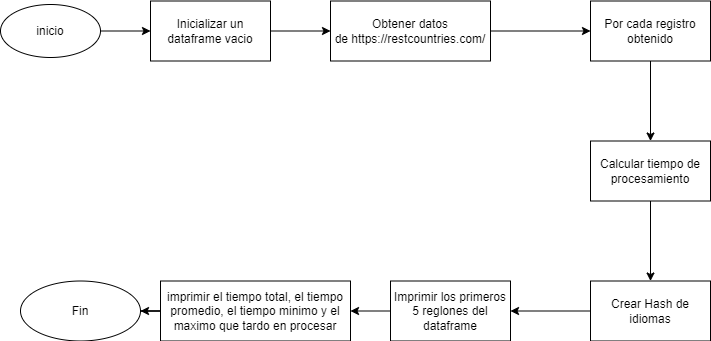 inicio
Inicializar un
dataframe vacio
Obtener datos
de https://restcountries.com/
Por cada registro
obtenido
Calcular tiempo de
procesamiento
Crear Hash de
idiomas
Imprimir los primeros
5 reglones del
dataframe
imprimir el tiempo total, el tiempo
promedio, el tiempo minimo y el
maximo que tardo en procesar
Fin